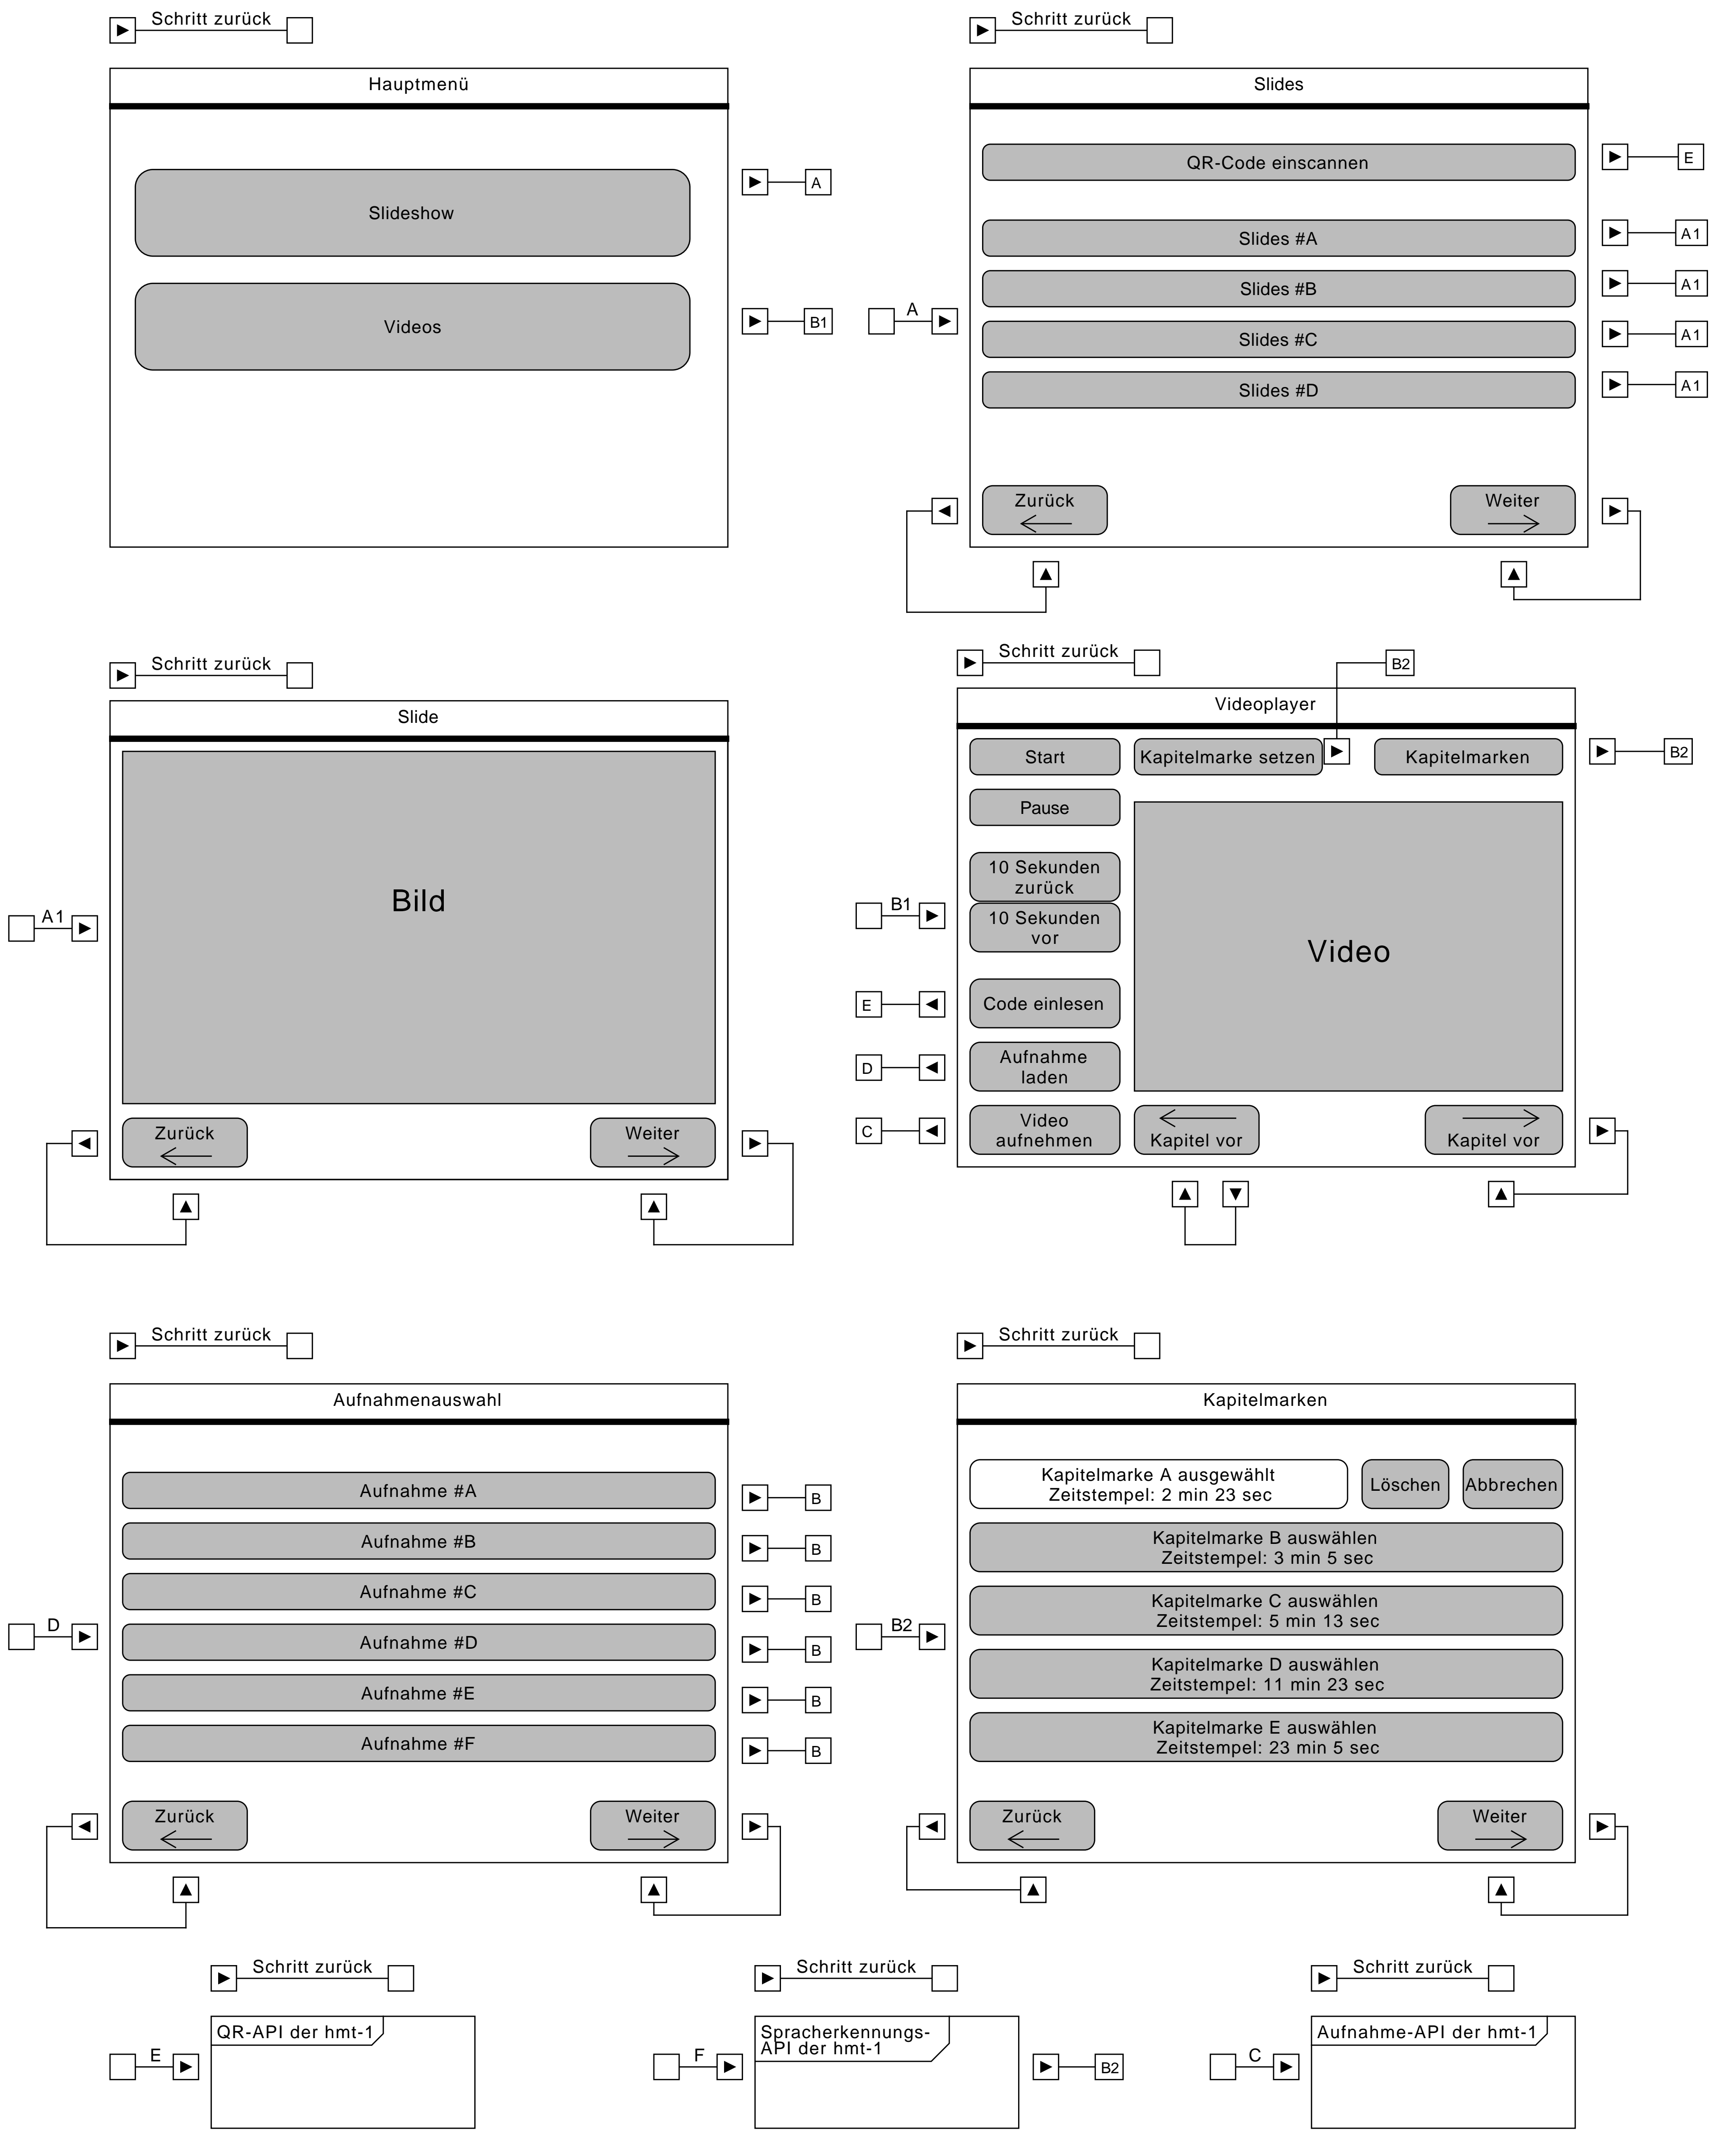 Schritt zurück
Hauptmenü
Slideshow
A
Videos
B1
Schritt zurück
Slides
QR-Code einscannen
E
Slides #A
A1
Slides #B
A1
A
Slides #C
A1
Slides #D
A1
Zurück
Weiter
Schritt zurück
Slide
Bild
A1
Zurück
Weiter
Schritt zurück
B2
Videoplayer
Start
Kapitelmarke setzen
Kapitelmarken
B2
Pause
10 Sekunden
zurück
B1
10 Sekunden
vor
Video
E
Code einlesen
D
Aufnahme
laden
C
Video
aufnehmen
Kapitel vor
Kapitel vor
Schritt zurück
Aufnahmenauswahl
Aufnahme #A
B
Aufnahme #B
B
Aufnahme #C
B
D
Aufnahme #D
B
Aufnahme #E
B
Aufnahme #F
B
Zurück
Weiter
Schritt zurück
Kapitelmarken
Kapitelmarke A ausgewählt
Zeitstempel: 2 min 23 sec
Löschen
Abbrechen
Kapitelmarke B auswählen
Zeitstempel: 3 min 5 sec
Kapitelmarke C auswählen
Zeitstempel: 5 min 13 sec
B2
Kapitelmarke D auswählen
Zeitstempel: 11 min 23 sec
Kapitelmarke E auswählen
Zeitstempel: 23 min 5 sec
Zurück
Weiter
Schritt zurück
QR-API der hmt-1
E
Schritt zurück
Spracherkennungs-
API der hmt-1
F
B2
Schritt zurück
Aufnahme-API der hmt-1
C